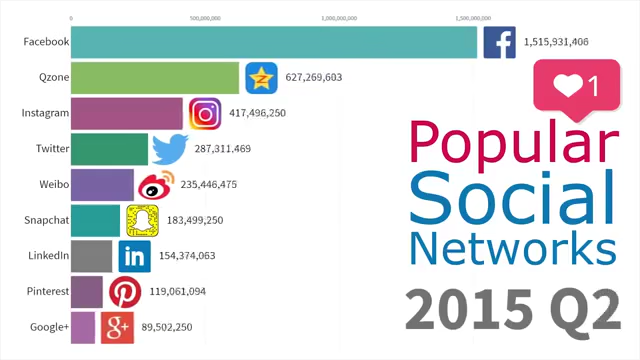 0 500,000,000 1,000,000,000 1,500,000,000
Facebook f 1,515,931,406
Qzone 627,269,603
1
Instagram 417,496,250
Popular
Twitter 287,311,469
Weibo 235,446,475
Social
Snapchat 183,499,250
Networks
LinkedIn in 154,374,063
Pinterest 119,061,094
2015 Q2
Google+ g+ 89,502,250